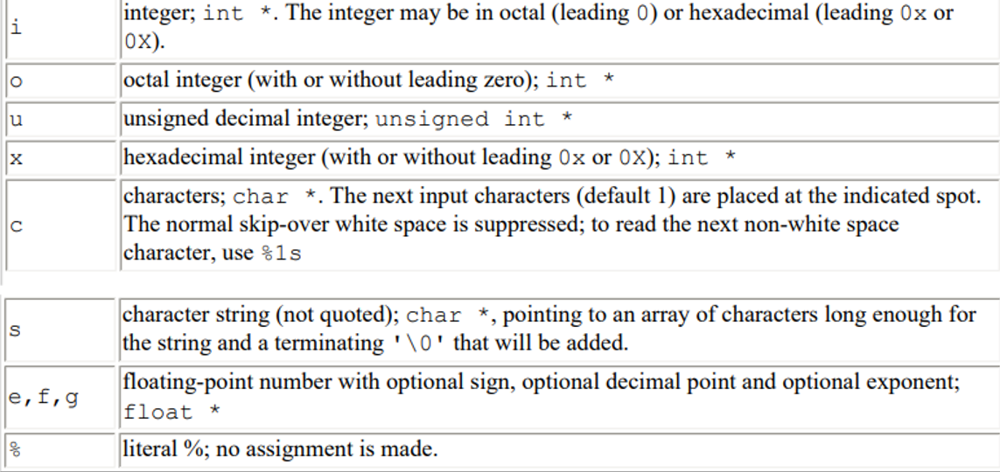 i
integer; int *. The integer may be in octal (leading 0) or hexadecimal (leading 0x or
0X).
o
octal integer (with or without leading zero); int *
u
unsigned decimal integer; unsigned int *
x
hexadecimal integer (with or without leading 0x or 0X); int *
c
characters; char *. The next input characters (default 1) are placed at the indicated spot.
The normal skip-over white space is suppressed; to read the next non-white space
character, use %1s
s
character string (not quoted); char *, pointing to an array of characters long enough for
the string and a terminating '\0' that will be added.
e,f,g
floating-point number with optional sign, optional decimal point and optional exponent;
float *
%
literal %; no assignment is made.